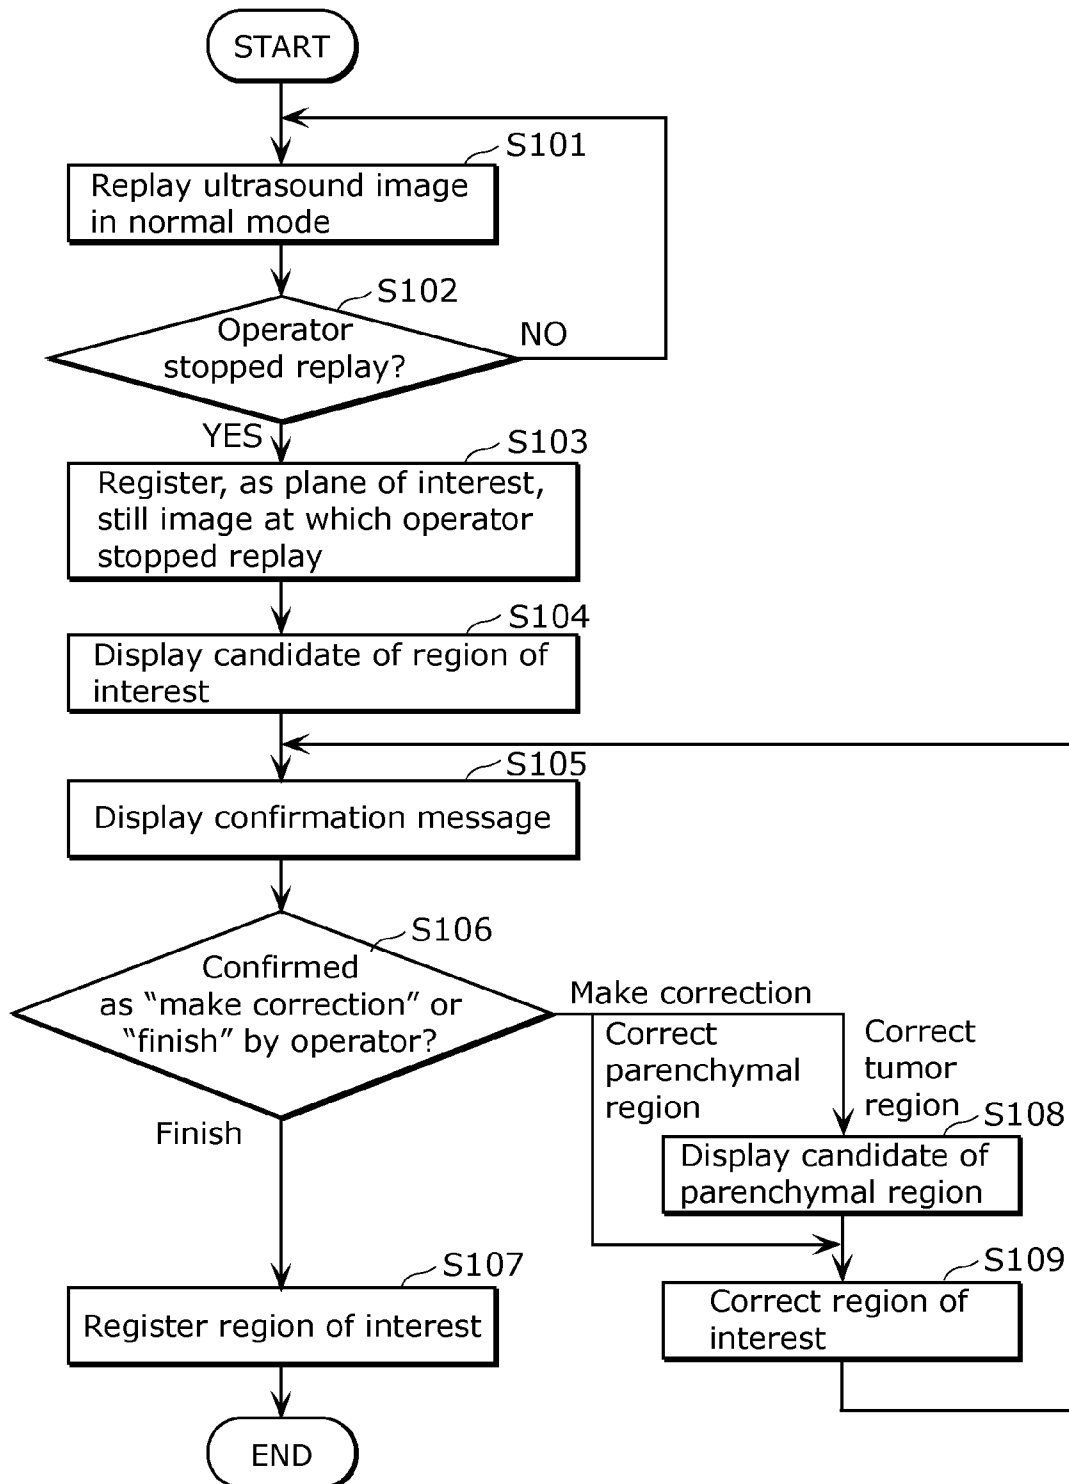 START
S101
Replay ultrasound image
in normal mode
S102
Operator
stopped replay?
NO
YES
S103
Register, as plane of interest,
still image at which operator
stopped replay
S104
Display candidate of region of
interest
S105
Display confirmation message
S106
Confirmed
as “make correction” or
“finish” by operator?
Make correction
Correct
parenchymal
region
Correct
tumor
region
Finish
S108
Display candidate of
parenchymal region
S107
Register region of interest
S109
Correct region of
interest
END